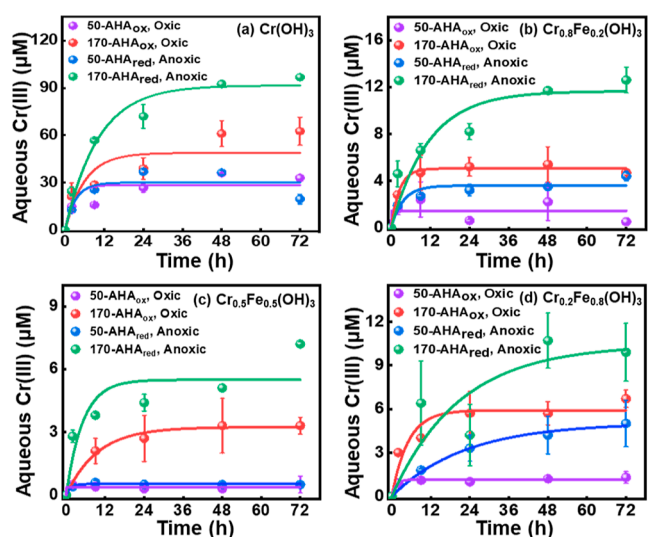 (a) Cr(OH)3
50-AHAox, Oxic
170-AHAox, Oxic
50-AHAred, Anoxic
170-AHAred, Anoxic
Aqueous Cr(III) (μM)
120
90
60
30
0
0 12 24 36 48 60 72
Time (h)
(b) Cr0.8Fe0.2(OH)3
50-AHAox, Oxic
170-AHAox, Oxic
50-AHAred, Anoxic
170-AHAred, Anoxic
Aqueous Cr(III) (μM)
16
12
8
4
0
0 12 24 36 48 60 72
Time (h)
(c) Cr0.5Fe0.5(OH)3
50-AHAox, Oxic
170-AHAox, Oxic
50-AHAred, Anoxic
170-AHAred, Anoxic
Aqueous Cr(III) (μM)
9
6
3
0
0 12 24 36 48 60 72
Time (h)
(d) Cr0.2Fe0.8(OH)3
50-AHAox, Oxic
170-AHAox, Oxic
50-AHAred, Anoxic
170-AHAred, Anoxic
Aqueous Cr(III) (μM)
12
9
6
3
0
0 12 24 36 48 60 72
Time (h)